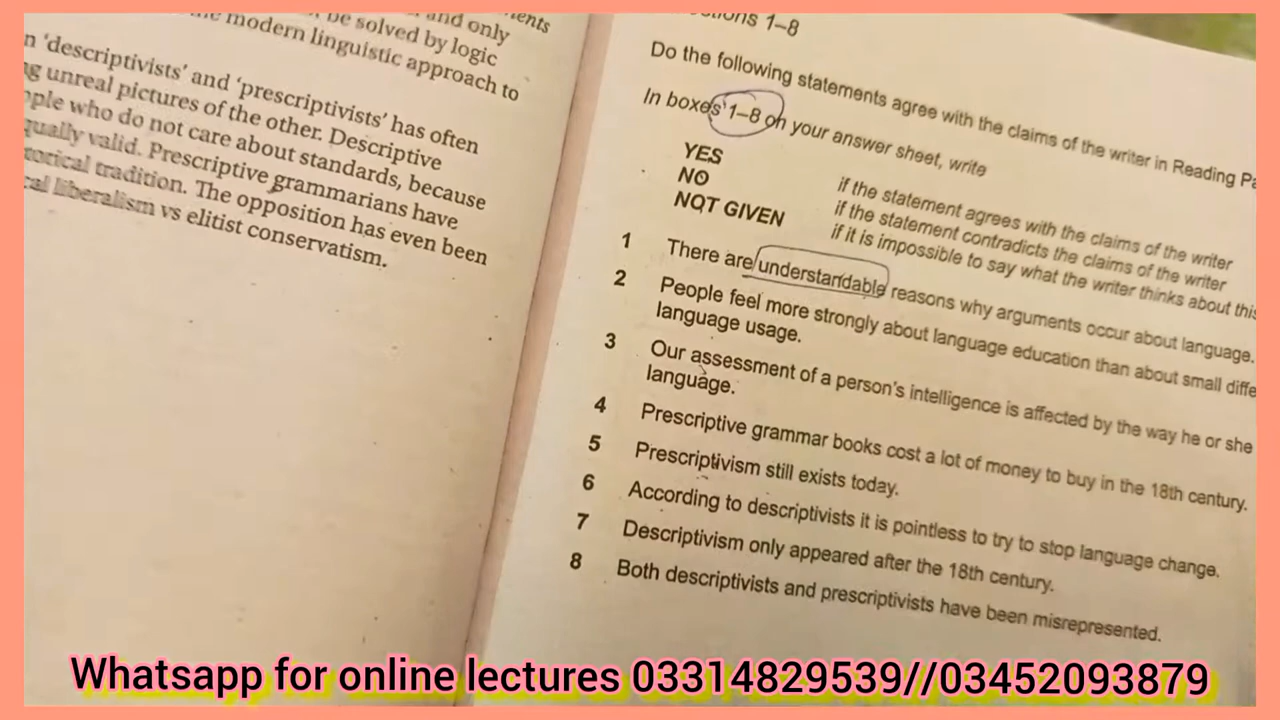 and only
be solved by logic
modern linguistic approach to
'descriptivists' and 'prescriptivists' has often
unreal pictures of the other. Descriptive
who do not care about standards, because
valid. Prescriptive grammarians have
tradition. The opposition has even been
liberalism vs elitist conservatism.
1–8
Do the following statements agree with the claims of the writer in Reading
In boxes 1–8 on your answer sheet, write
YES if the statement agrees with the claims of the writer
NO if the statement contradicts the claims of the writer
NOT GIVEN if it is impossible to say what the writer thinks about
1 There are understandable reasons why arguments occur about language.
2 People feel more strongly about language education than about small
language usage.
3 Our assessment of a person's intelligence is affected by the way he or she
language.
4 Prescriptive grammar books cost a lot of money to buy in the 18th century.
5 Prescriptivism still exists today.
6 According to descriptivists it is pointless to try to stop language change.
7 Descriptivism only appeared after the 18th century.
8 Both descriptivists and prescriptivists have been misrepresented.
Whatsapp for online lectures 03314829539//03452093879